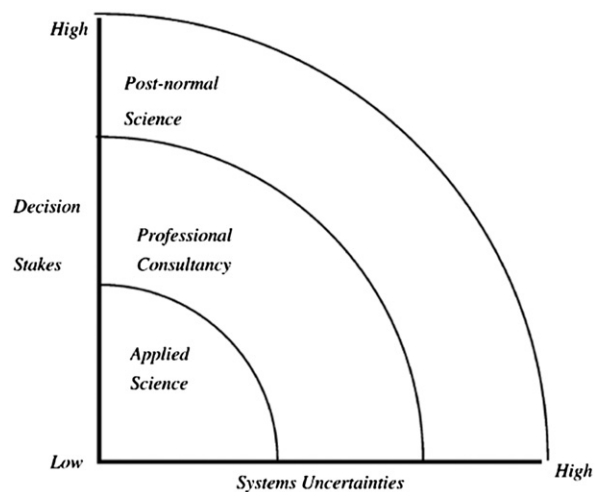 High
Post-normal
Science
Decision
Professional
Stakes
Consultancy
Applied
Science
Low
High
Systems Uncertainties